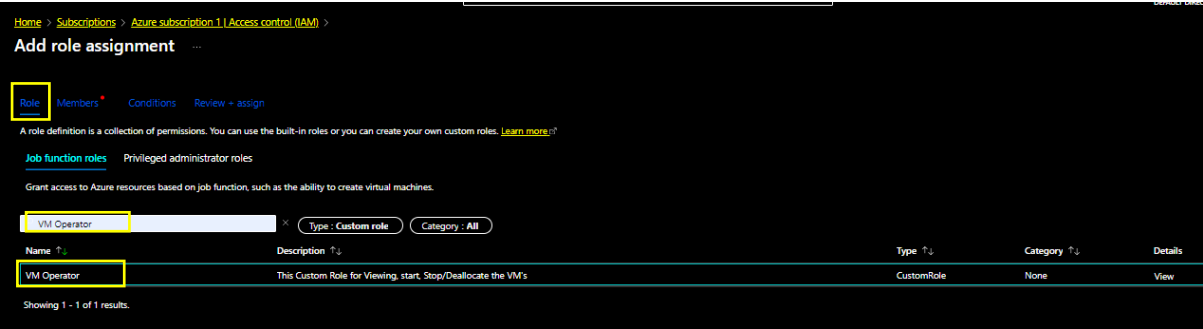 DEFAULT DIREC
Home > Subscriptions > Azure subscription 1 | Access control (IAM) >
Add role assignment ...
Role Members * Conditions Review + assign
A role definition is a collection of permissions. You can use the built-in roles or you can create your own custom roles. Learn more
Job function roles Privileged administrator roles
Grant access to Azure resources based on job function, such as the ability to create virtual machines.
VM Operator × Type : Custom role Category : All
Name ↑↓ Description ↑↓ Type ↑↓ Category ↑↓ Details
VM Operator This Custom Role for Viewing, start, Stop/Deallocate the VM's CustomRole None View
Showing 1 - 1 of 1 results.